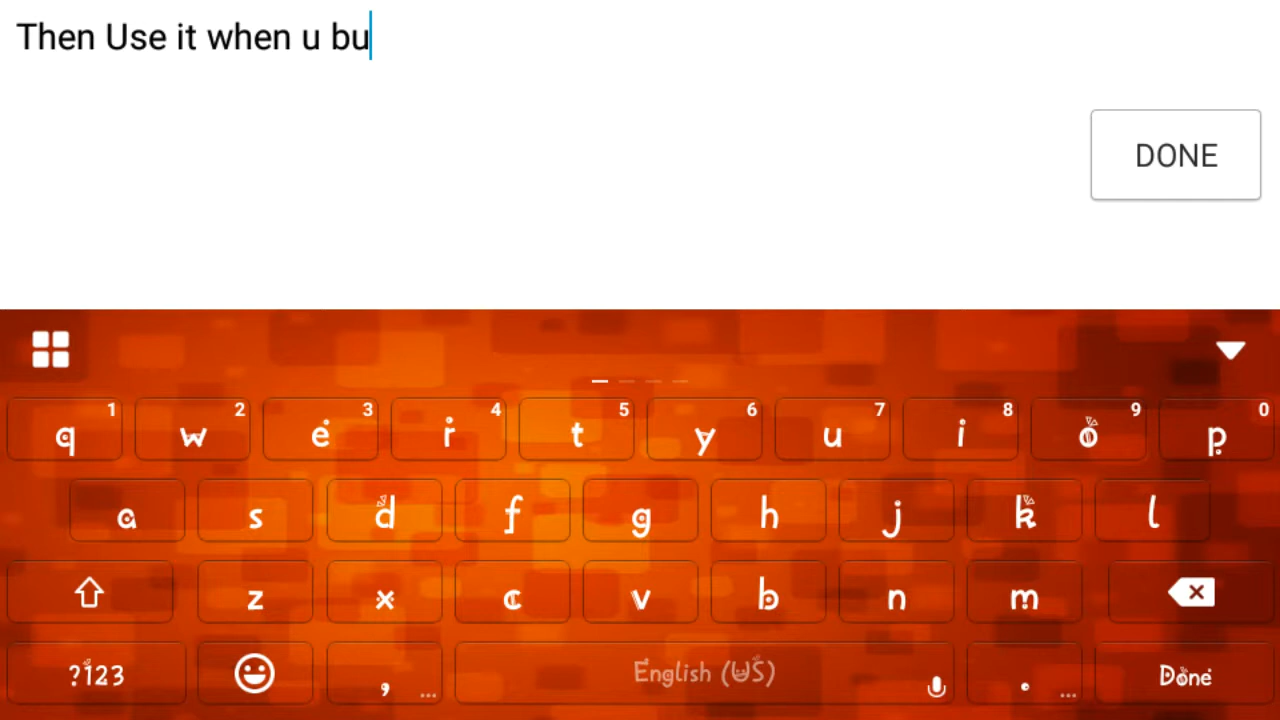 Then Use it when u bu
DONE
1 2 3 4 5 6 7 8 9 0
q w e r t y u i o p
a s d f g h j k l
z x c v b n m
?123 , ... English (US) . ... Done